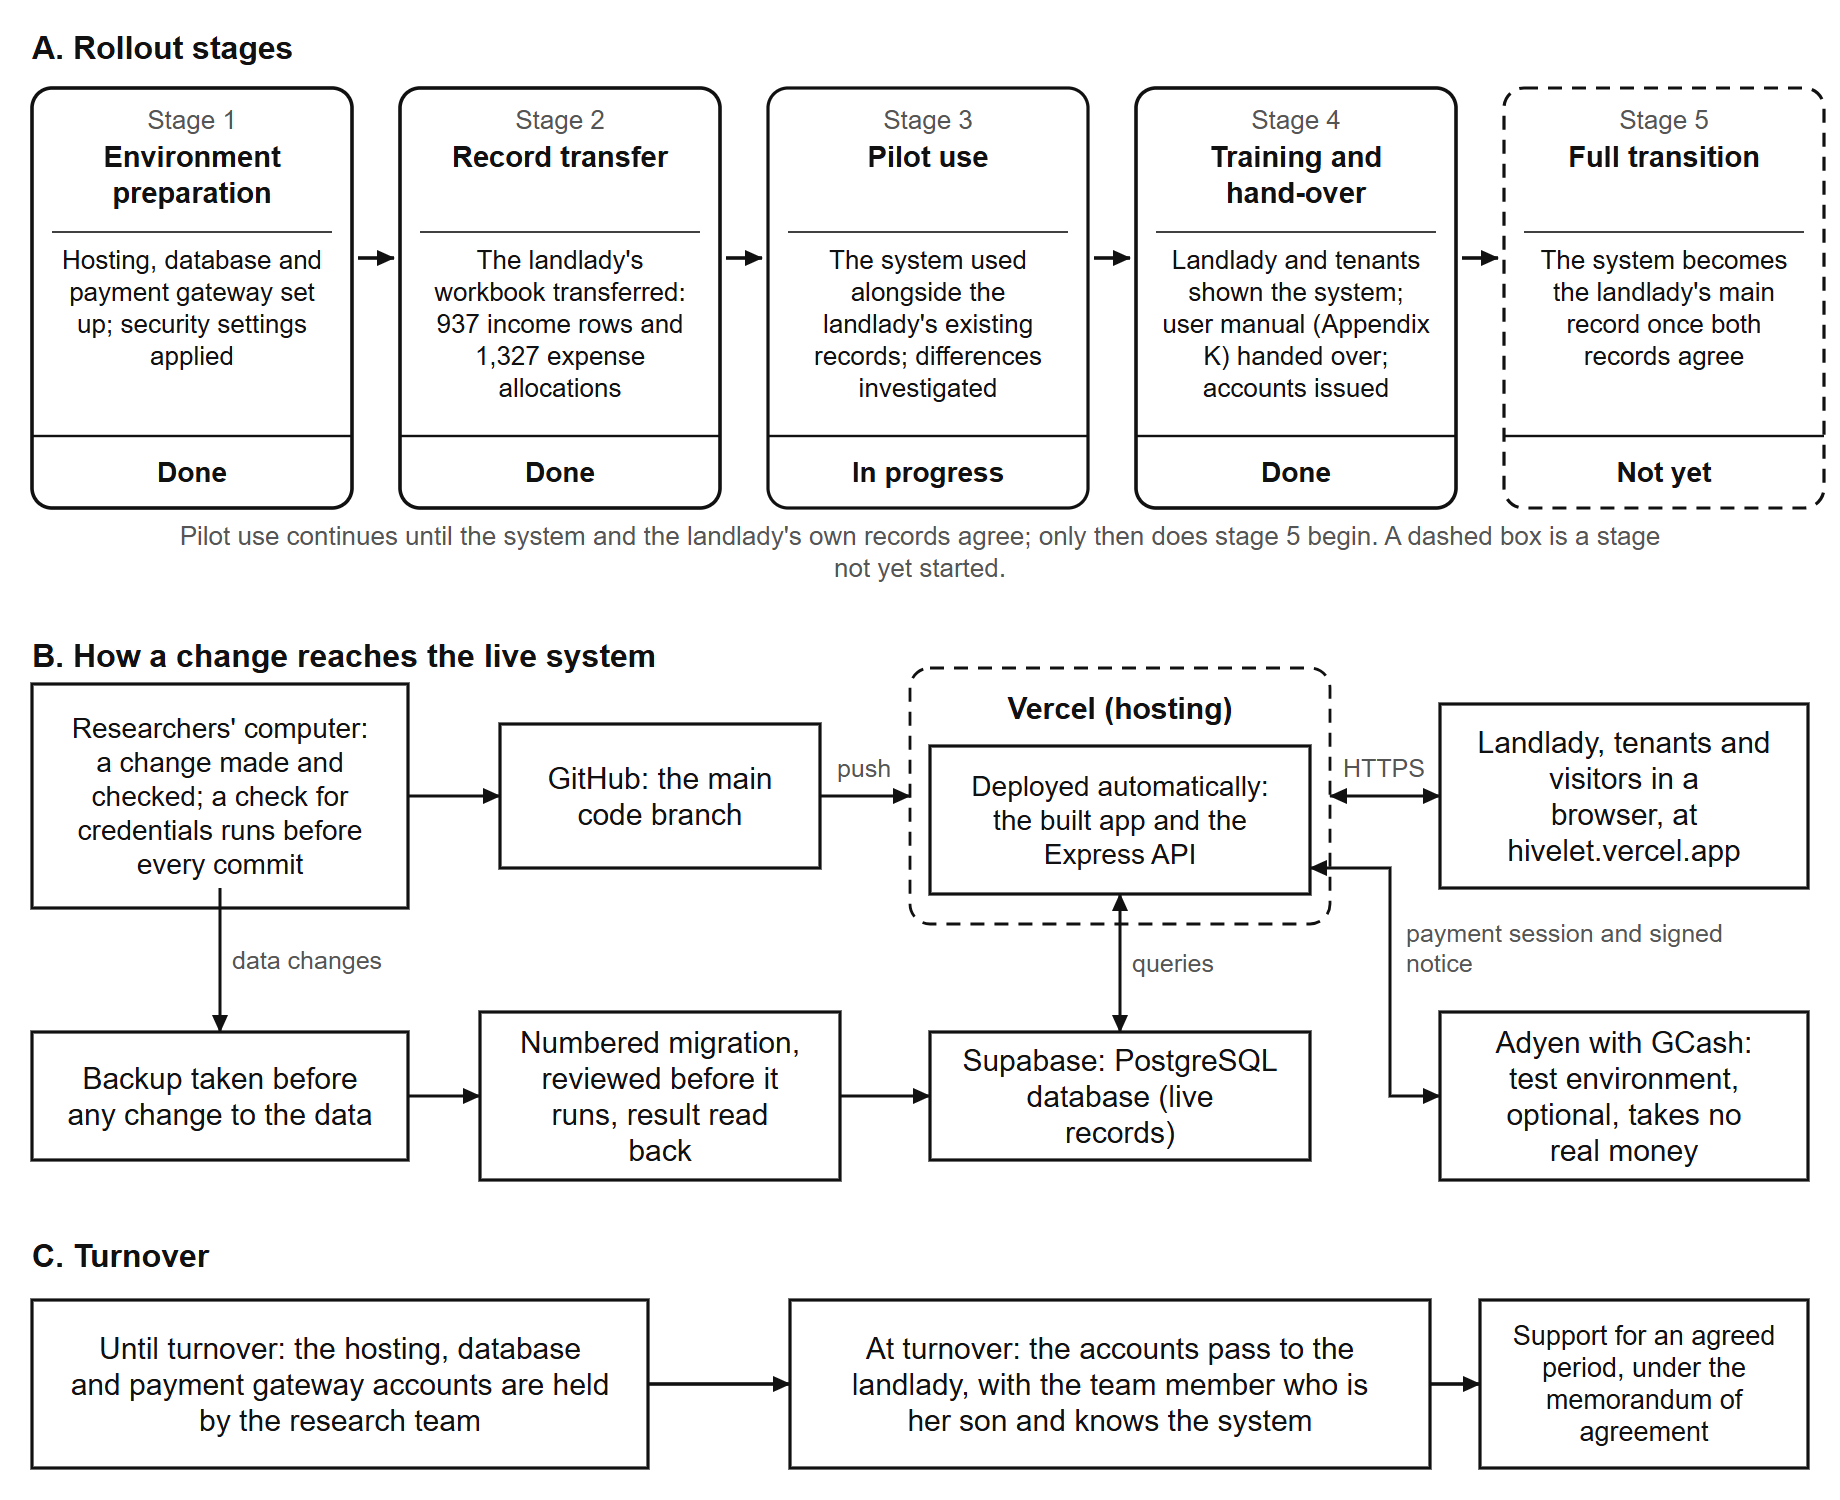 A. Rollout stages
Stage 1
Environment
preparation
Hosting, database and
payment gateway set
up; security settings
applied
Done
Stage 2
Record transfer
The landlady's
workbook transferred:
937 income rows and
1,327 expense
allocations
Done
Stage 3
Pilot use
The system used
alongside the
landlady's existing
records; differences
investigated
In progress
Stage 4
Training and
hand-over
Landlady and tenants
shown the system;
user manual (Appendix
K) handed over;
accounts issued
Done
Stage 5
Full transition
The system becomes
the landlady's main
record once both
records agree
Not yet
Pilot use continues until the system and the landlady's own records agree; only then does stage 5 begin. A dashed box is a stage
not yet started.
B. How a change reaches the live system
Researchers' computer:
a change made and
checked; a check for
credentials runs before
every commit
GitHub: the main
code branch
push
Vercel (hosting)
Deployed automatically:
the built app and the
Express API
HTTPS
Landlady, tenants and
visitors in a
browser, at
hivelet.vercel.app
data changes
queries
payment session and signed
notice
Backup taken before
any change to the data
Numbered migration,
reviewed before it
runs, result read
back
Supabase: PostgreSQL
database (live
records)
Adyen with GCash:
test environment,
optional, takes no
real money
C. Turnover
Until turnover: the hosting, database
and payment gateway accounts are held
by the research team
At turnover: the accounts pass to the
landlady, with the team member who is
her son and knows the system
Support for an agreed
period, under the
memorandum of
agreement